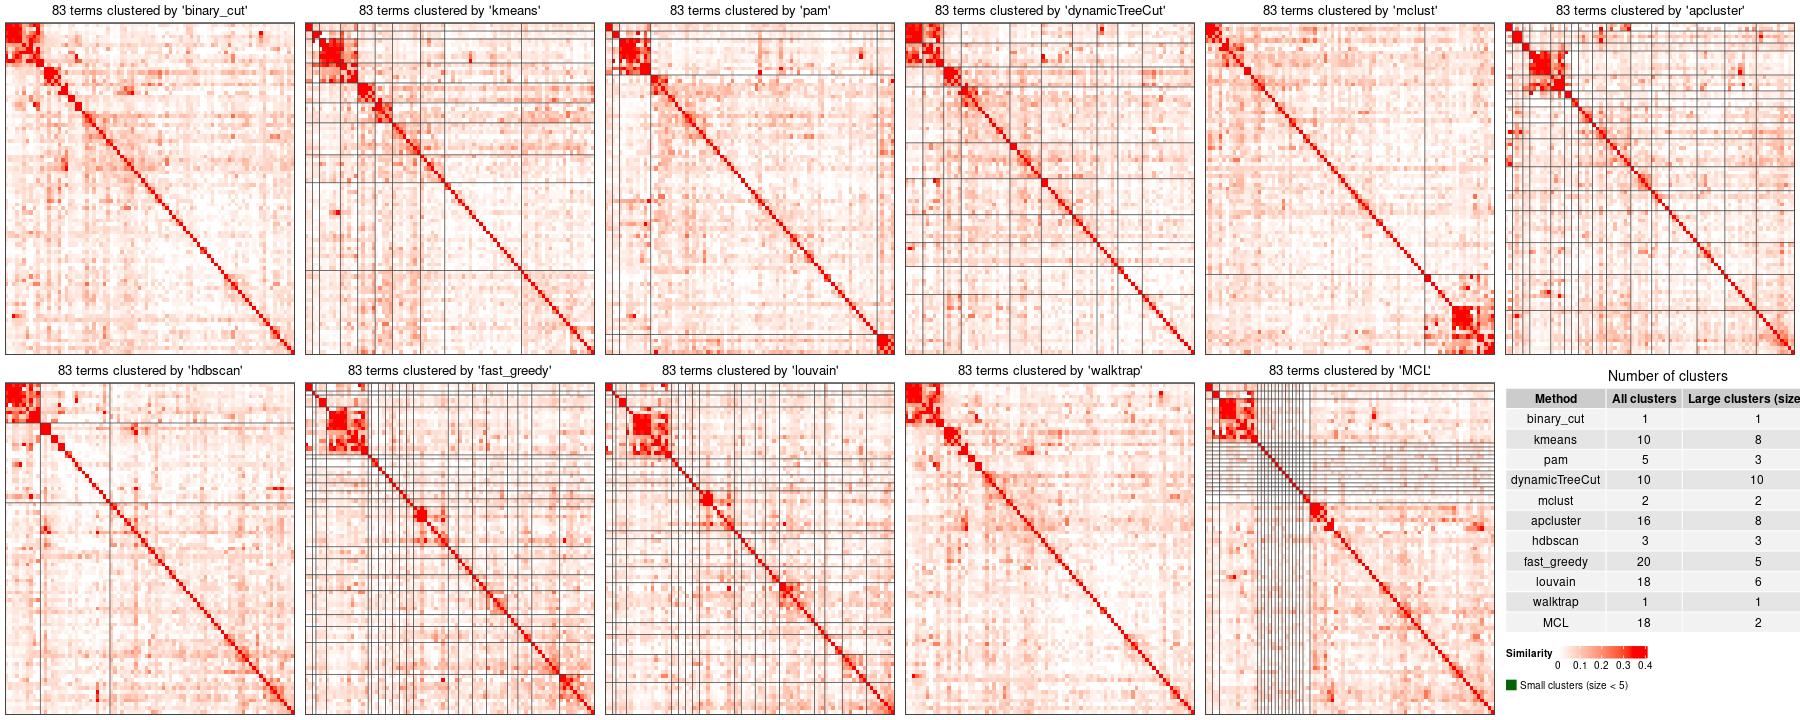 83 terms clustered by 'binary_cut'
83 terms clustered by 'kmeans'
83 terms clustered by 'pam'
83 terms clustered by 'dynamicTreeCut'
83 terms clustered by 'mclust'
83 terms clustered by 'apcluster'
83 terms clustered by 'hdbscan'
83 terms clustered by 'fast_greedy'
83 terms clustered by 'louvain'
83 terms clustered by 'walktrap'
83 terms clustered by 'MCL'
Number of clusters
Method All clusters Large clusters (size
binary_cut 1 1
kmeans 10 8
pam 5 3
dynamicTreeCut 10 10
mclust 2 2
apcluster 16 8
hdbscan 3 3
fast_greedy 20 5
louvain 18 6
walktrap 1 1
MCL 18 2
Similarity
0 0.1 0.2 0.3 0.4
Small clusters (size < 5)